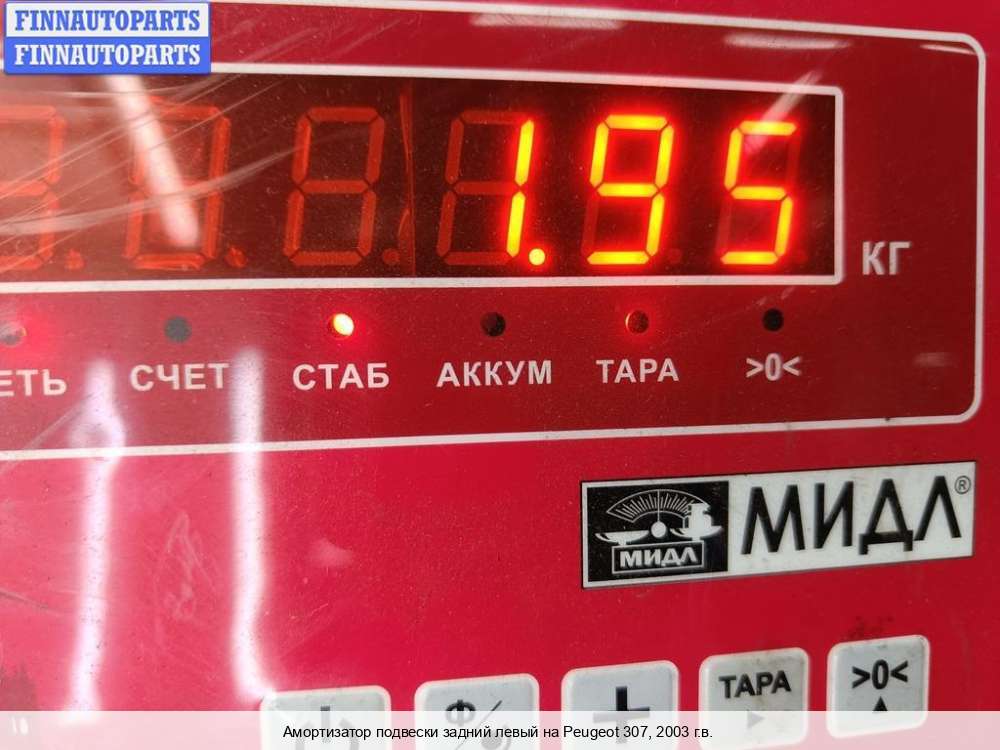 FINNAUTOPARTS
FINNAUTOPARTS
1.95
КГ
ЕТЬ СЧЕТ СТАБ АККУМ ТАРА >0<
МИДЛ МИДЛ®
Ф/ + ТАРА >0<
Амортизатор подвески задний левый на Peugeot 307, 2003 г.в.